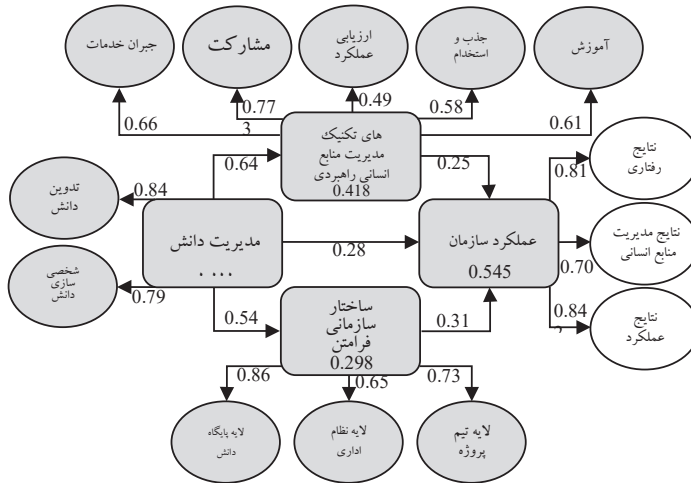 جبران خدمات
مشارکت
ارزیابی
عملکرد
جذب و
استخدام
آموزش
0.66
0.77
3
0.49
0.58
0.61
های تکنیک
مدیریت منابع
انسانی راهبردی
0.418
0.64
0.25
نتایج
رفتاری
0.81
تدوین
دانش
0.84
مدیریت دانش
. ...
0.28
عملکرد سازمان
0.545
نتایج مدیریت
منابع انسانی
0.70
شخصی
سازی
دانش
0.79
0.54
ساختار
سازمانی
فرامتن
0.298
0.31
0.84
نتایج
عملکرد
0.86
0.65
0.73
لایه پایگاه
دانش
لایه نظام
اداری
لایه تیم
پروژه